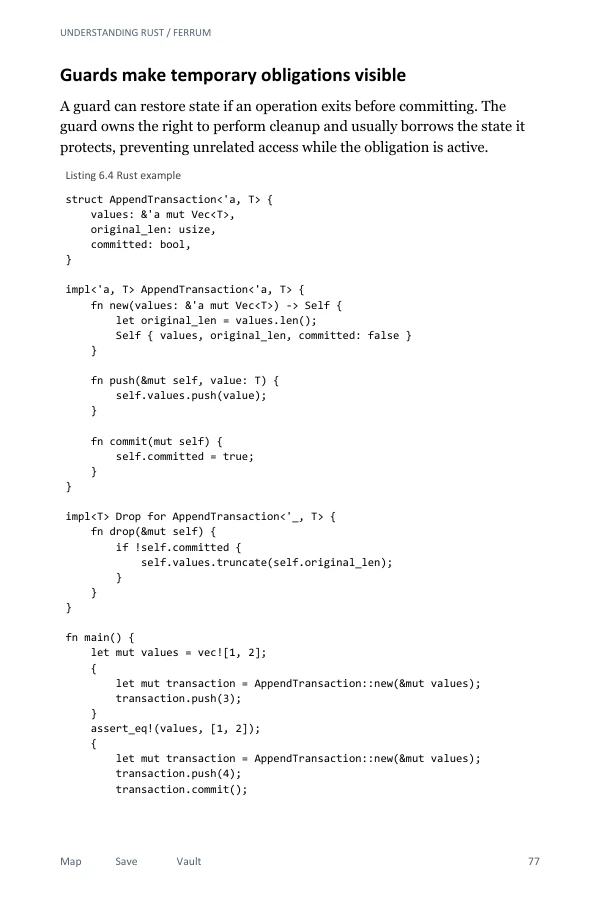 UNDERSTANDING RUST / FERRUM
Guards make temporary obligations visible
A guard can restore state if an operation exits before committing. The
guard owns the right to perform cleanup and usually borrows the state it
protects, preventing unrelated access while the obligation is active.
Listing 6.4 Rust example
struct AppendTransaction<'a, T> {
    values: &'a mut Vec<T>,
    original_len: usize,
    committed: bool,
}
impl<'a, T> AppendTransaction<'a, T> {
    fn new(values: &'a mut Vec<T>) -> Self {
        let original_len = values.len();
        Self { values, original_len, committed: false }
    }
    fn push(&mut self, value: T) {
        self.values.push(value);
    }
    fn commit(mut self) {
        self.committed = true;
    }
}
impl<T> Drop for AppendTransaction<'_, T> {
    fn drop(&mut self) {
        if !self.committed {
            self.values.truncate(self.original_len);
        }
    }
}
fn main() {
    let mut values = vec![1, 2];
    {
        let mut transaction = AppendTransaction::new(&mut values);
        transaction.push(3);
    }
    assert_eq!(values, [1, 2]);
    {
        let mut transaction = AppendTransaction::new(&mut values);
        transaction.push(4);
        transaction.commit();
Map Save Vault 77